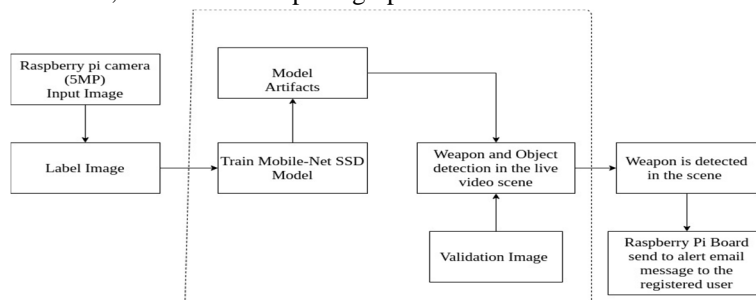 Raspberry pi camera
(5MP)
Input Image
Label Image
Model
Artifacts
Train Mobile-Net SSD
Model
Weapon and Object
detection in the live
video scene
Validation Image
Weapon is detected
in the scene
Raspberry Pi Board
send to alert email
message to the
registered user